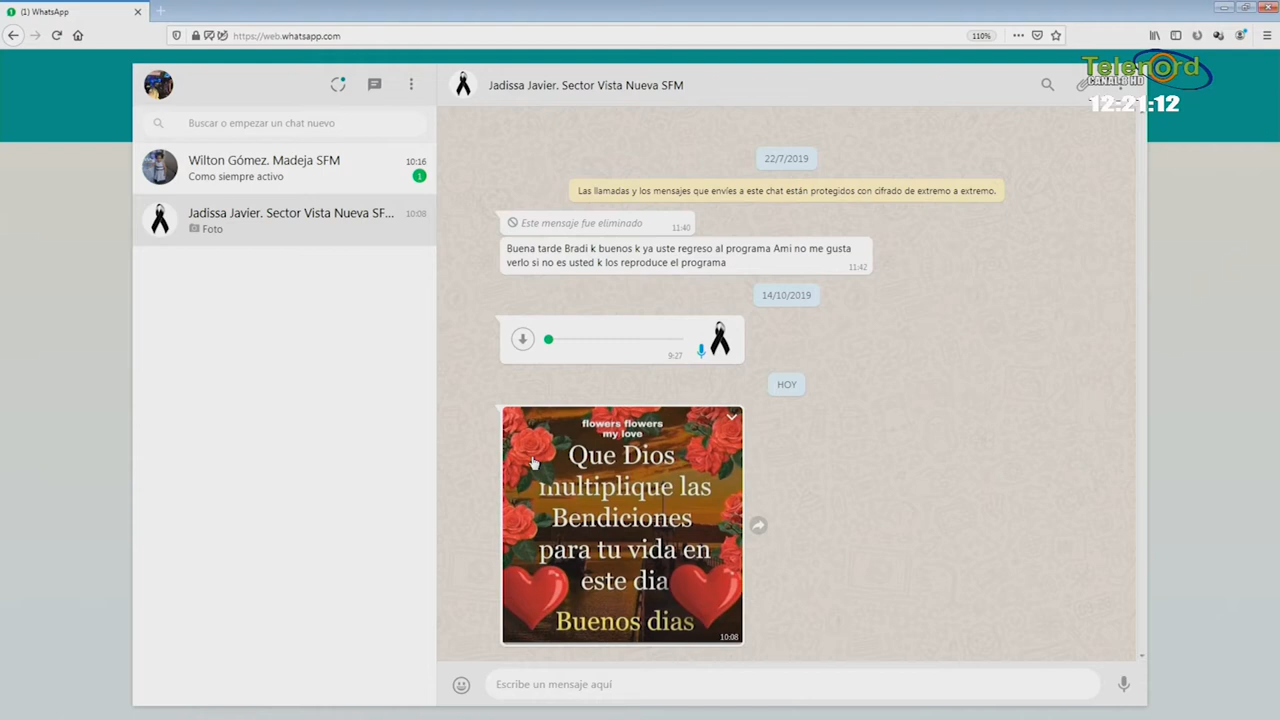 (1) WhatsApp
https://web.whatsapp.com
110%
Telenord
CANAL 8 HD
12:21:12
Jadissa Javier. Sector Vista Nueva SFM
Buscar o empezar un chat nuevo
Wilton Gómez. Madeja SFM
10:16
Como siempre activo
1
Jadissa Javier. Sector Vista Nueva SF...
10:08
Foto
22/7/2019
Las llamadas y los mensajes que envíes a este chat están protegidos con cifrado de extremo a extremo.
Este mensaje fue eliminado
11:40
Buena tarde Bradi k buenos k ya uste regreso al programa Ami no me gusta
verlo si no es usted k los reproduce el programa
11:42
14/10/2019
9:27
HOY
flowers flowers
my love
Que Dios
multiplique las
Bendiciones
para tu vida en
este dia
Buenos dias
10:08
Escribe un mensaje aquí